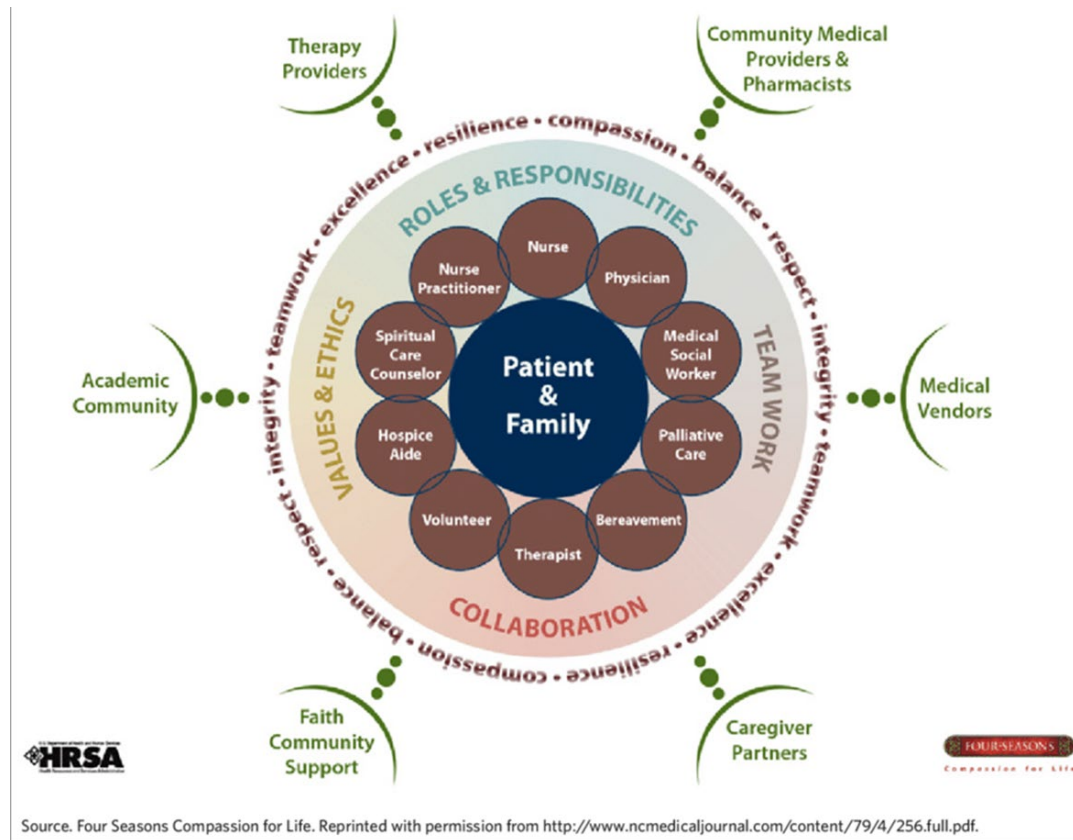 Therapy
Providers
Community Medical
Providers &
Pharmacists
excellence • resilience • compassion • balance • respect • integrity • teamwork • excellence • resilience • compassion • balance • respect • integrity • teamwork •
ROLES & RESPONSIBILITIES
Nurse
Nurse
Practitioner
Physician
Spiritual
Care
Counselor
Medical
Social
Worker
VALUES & ETHICS
Patient
&
Family
TEAM WORK
Academic
Community
Medical
Vendors
Hospice
Aide
Palliative
Care
Volunteer
Bereavement
Therapist
COLLABORATION
Faith
Community
Support
Caregiver
Partners
HRSA
FOUR SEASONS
Compassion for Life
Source. Four Seasons Compassion for Life. Reprinted with permission from http://www.ncmedicaljournal.com/content/79/4/256.full.pdf.